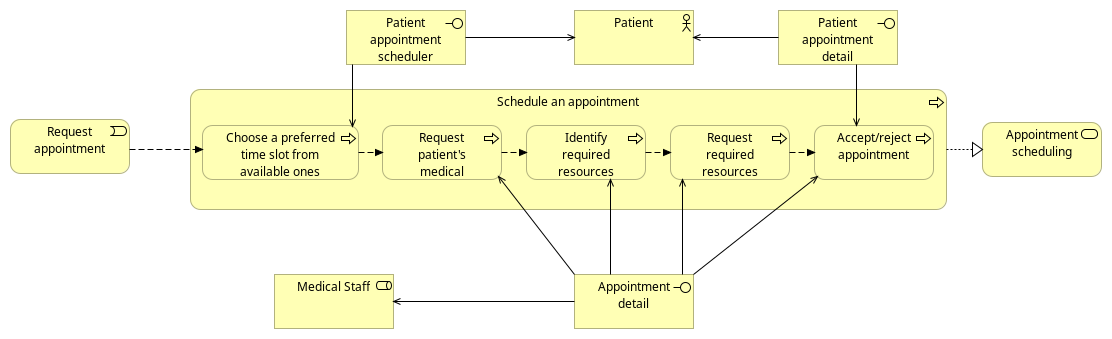 Patient
appointment
scheduler
Patient
Patient
appointment
detail
Schedule an appointment
Request
appointment
Choose a preferred
time slot from
available ones
Request
patient's
medical
Identify
required
resources
Request
required
resources
Accept/reject
appointment
Appointment
scheduling
Medical Staff
Appointment
detail